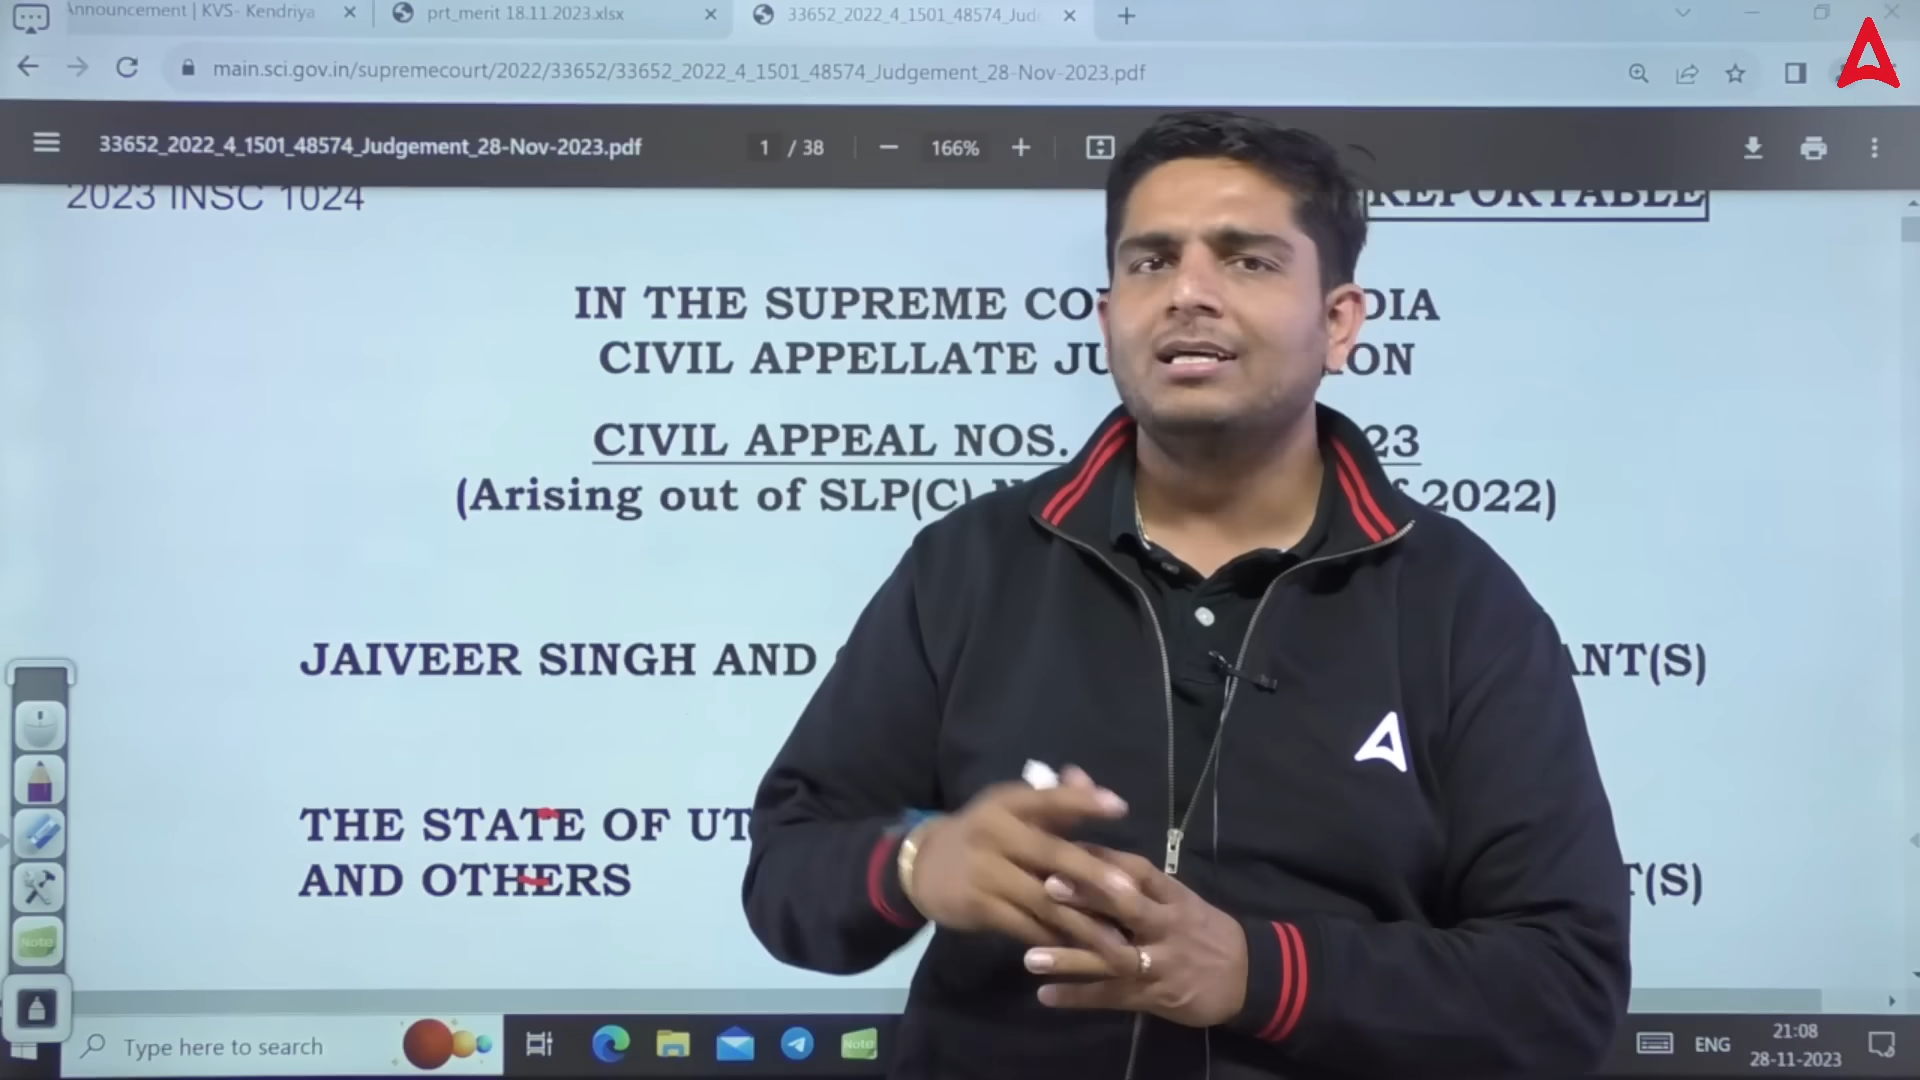 Announcement | KVS- Kendriya
prt_merit 18.11.2023.xlsx
33652_2022_4_1501_48574_Jud
main.sci.gov.in/supremecourt/2022/33652/33652_2022_4_1501_48574_Judgement_28-Nov-2023.pdf
33652_2022_4_1501_48574_Judgement_28-Nov-2023.pdf
1 / 38
166%
2023 INSC 1024
REPORTABLE
IN THE SUPREME CO DIA
CIVIL APPELLATE JU ON
CIVIL APPEAL NOS. 23
(Arising out of SLP(C) 2022)
JAIVEER SINGH AND ANT(S)
THE STATE OF UT
AND OTHERS T(S)
Note
Type here to search
Note
ENG
21:08
28-11-2023